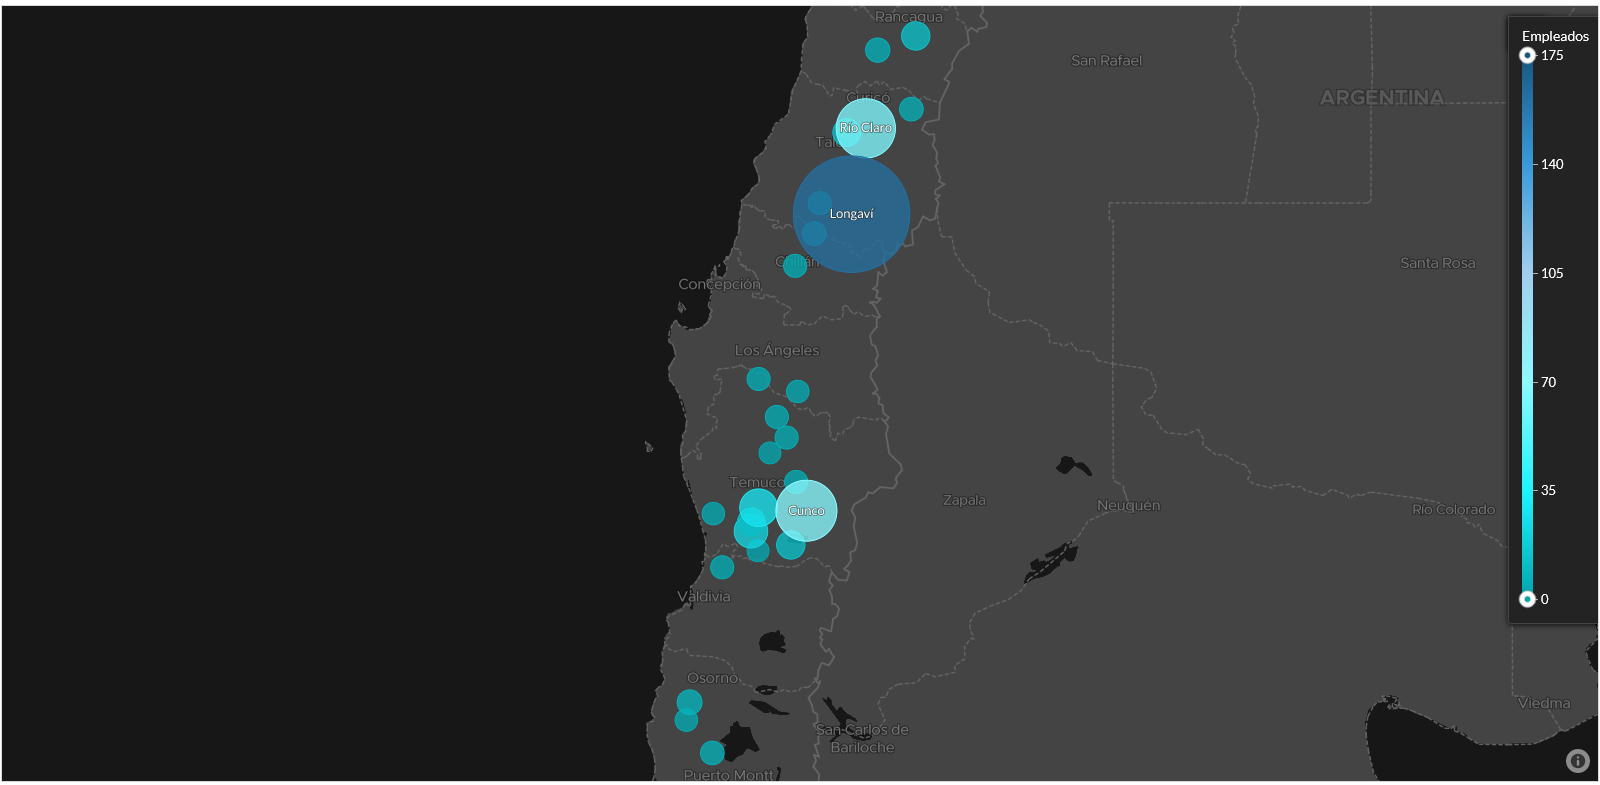 Rancagua
Empleados
175
San Rafael
ARGENTINA
Curicó
Río Claro
140
Longaví
Chillán
Santa Rosa
105
Concepción
Los Ángeles
70
Temuco
Zapala
35
Cunco
Neuquén
Río Colorado
Valdivia
0
Osorno
Viedma
San Carlos de
Bariloche
Puerto Montt